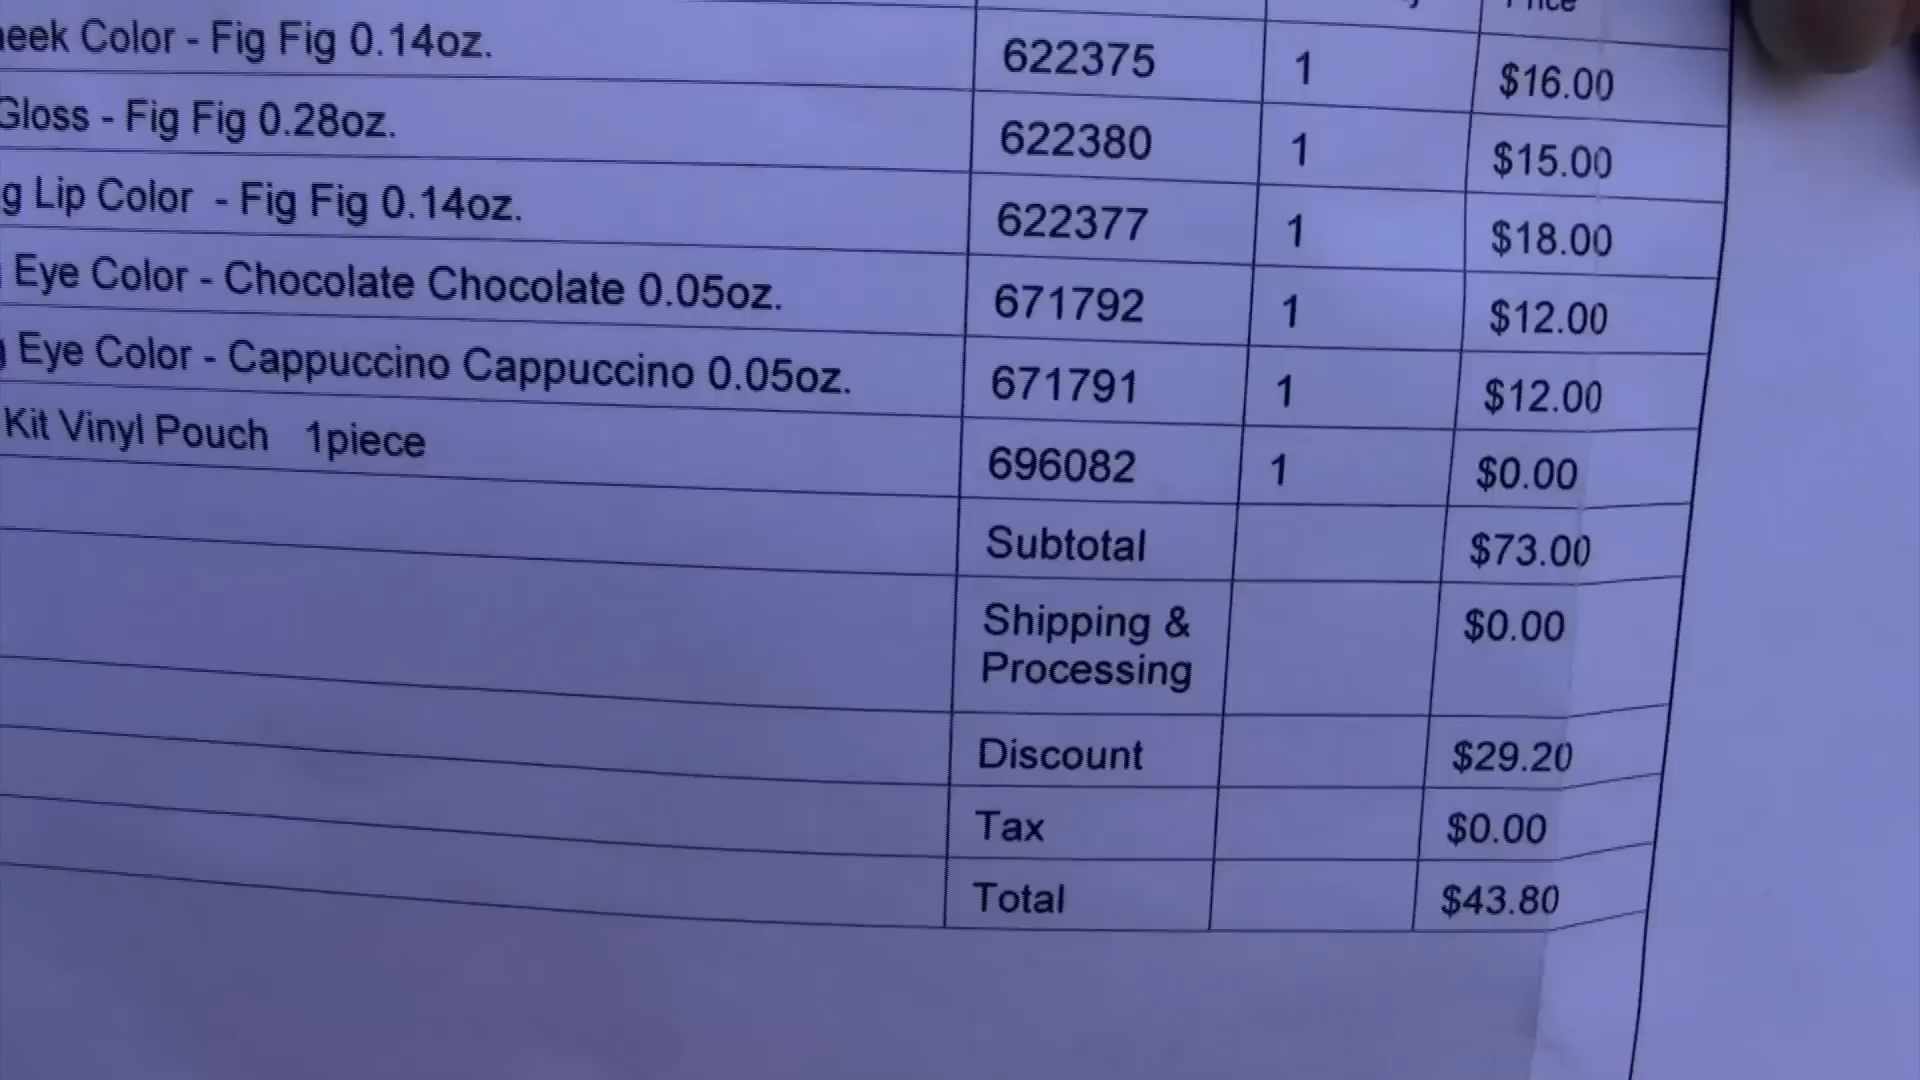 Price
Color - Fig Fig 0.14oz. 622375 1 $16.00
Gloss - Fig Fig 0.28oz. 622380 1 $15.00
g Lip Color - Fig Fig 0.14oz. 622377 1 $18.00
Eye Color - Chocolate Chocolate 0.05oz. 671792 1 $12.00
g Eye Color - Cappuccino Cappuccino 0.05oz. 671791 1 $12.00
Kit Vinyl Pouch 1piece 696082 1 $0.00
Subtotal $73.00
Shipping & $0.00
Processing
Discount $29.20
Tax $0.00
Total $43.80